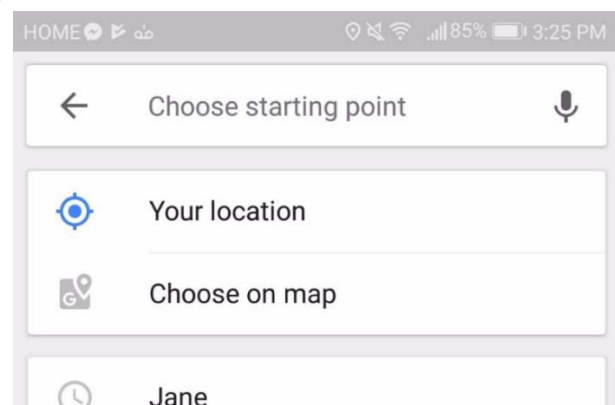 HOME 85% 3:25 PM
Choose starting point
Your location
Choose on map
Jane